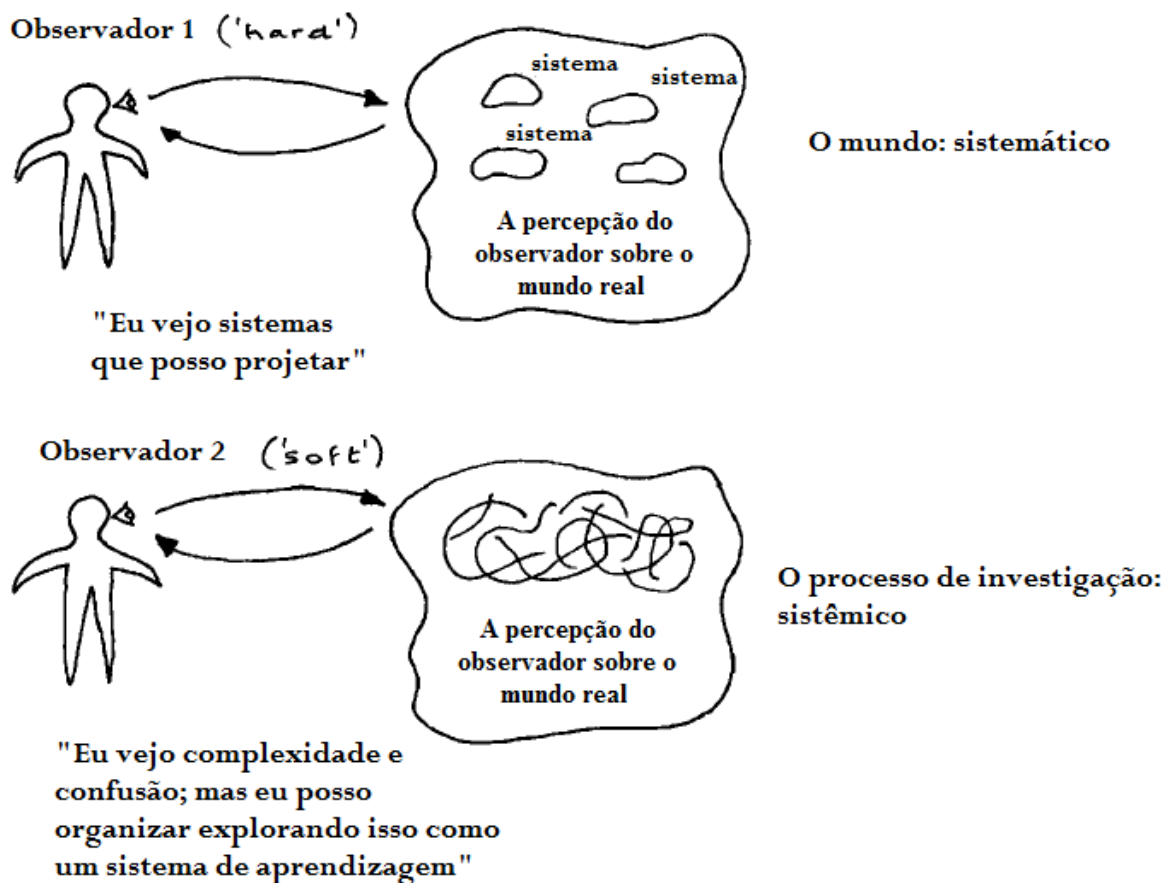 Observador 1 ('hard')
sistema
sistema
sistema
O mundo: sistemático
A percepção do
observador sobre o
mundo real
"Eu vejo sistemas
que posso projetar"
Observador 2 ('soft')
O processo de investigação:
sistêmico
A percepção do
observador sobre o
mundo real
"Eu vejo complexidade e
confusão; mas eu posso
organizar explorando isso como
um sistema de aprendizagem"